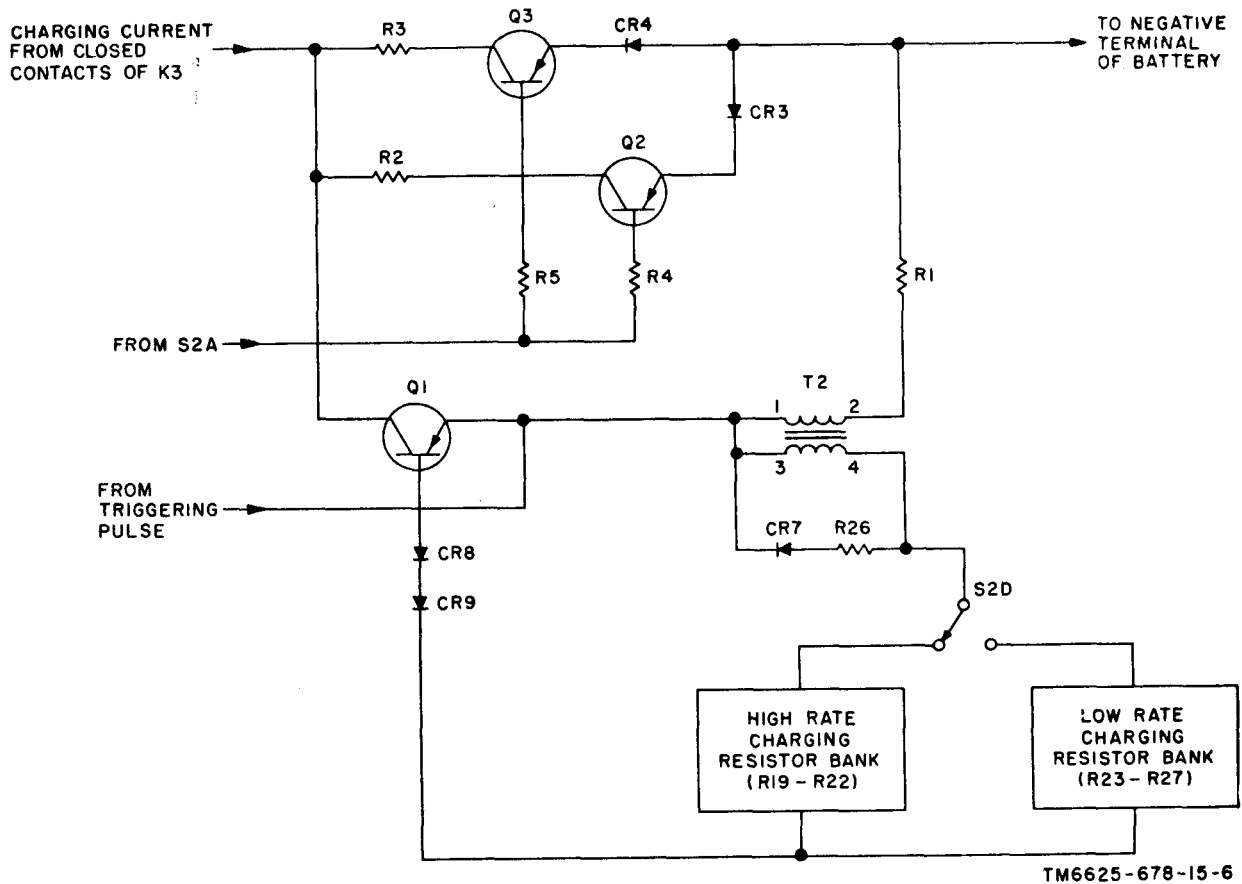 CHARGING CURRENT
FROM CLOSED
CONTACTS OF K3
R3
Q3
CR4
TO NEGATIVE
TERMINAL
OF BATTERY
CR3
Q2
R2
R5
R4
R1
FROM S2A
Q1
T2
1
2
3
4
FROM
TRIGGERING
PULSE
CR7
R26
CR8
CR9
S2D
HIGH RATE
CHARGING
RESISTOR BANK
(R19-R22)
LOW RATE
CHARGING
RESISTOR BANK
(R23-R27)
TM6625-678-15-6